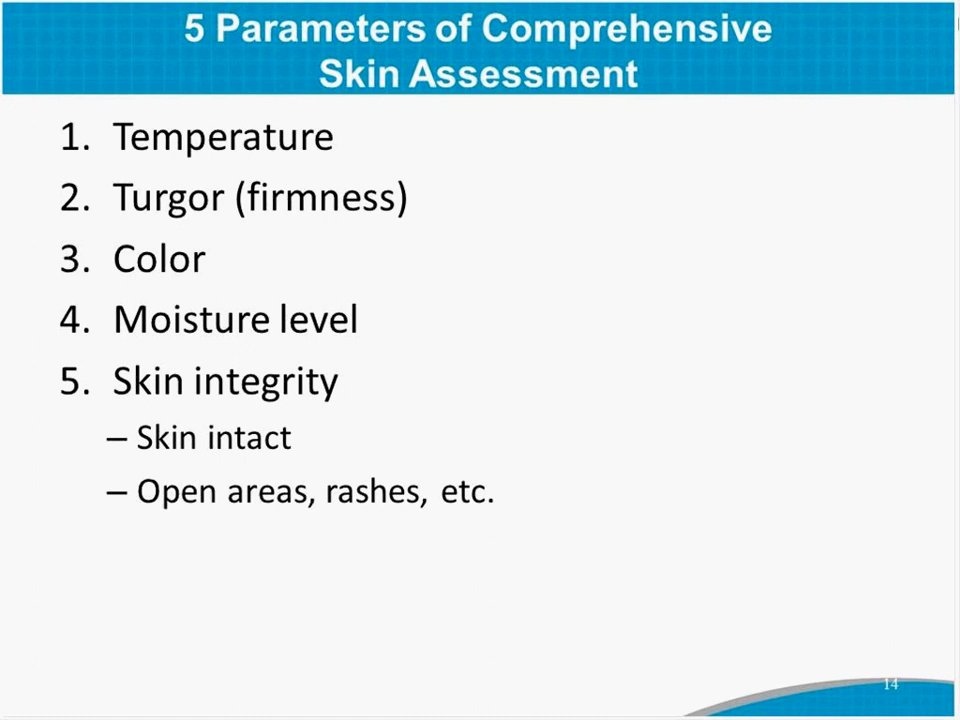 5 Parameters of Comprehensive
Skin Assessment
1. Temperature
2. Turgor (firmness)
3. Color
4. Moisture level
5. Skin integrity
– Skin intact
– Open areas, rashes, etc.
14